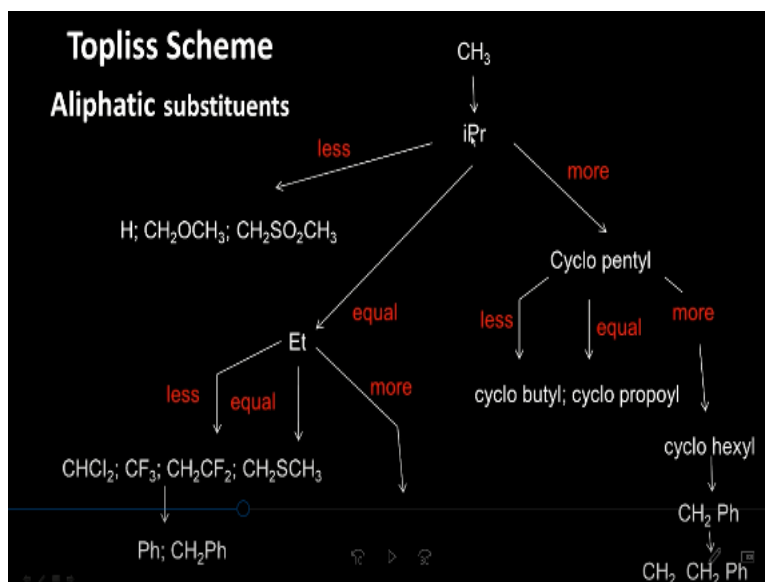 Topliss Scheme
Aliphatic substituents
CH₃
iPr
less
more
H; CH₂OCH₃; CH₂SO₂CH₃
Cyclo pentyl
equal
less
equal
more
Et
less
equal
more
cyclo butyl; cyclo propoyl
cyclo hexyl
CHCl₂; CF₃; CH₂CF₂; CH₂SCH₃
CH₂ Ph
Ph; CH₂Ph
CH₂ CH₂ Ph